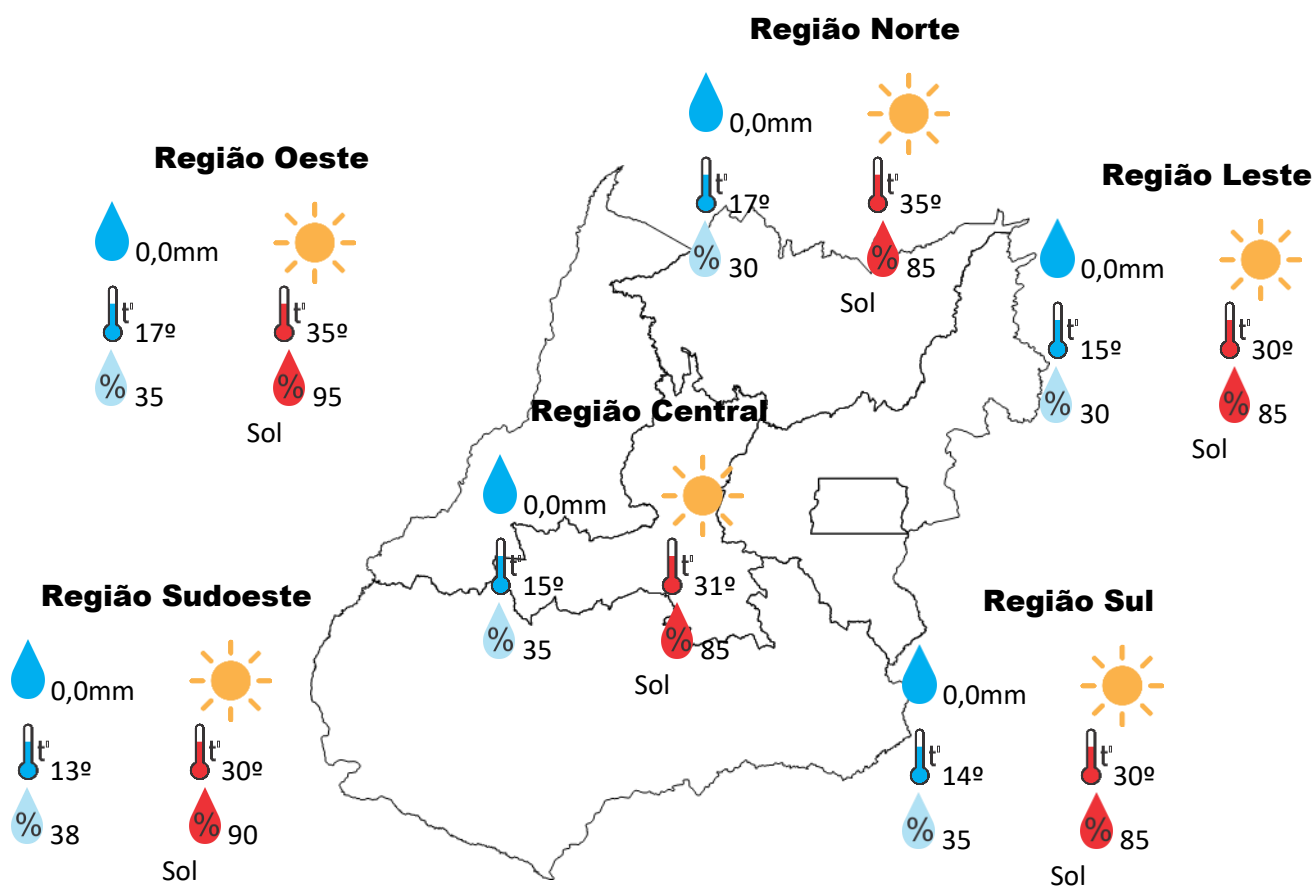 Região Norte
0,0mm
t° 17º
t° 35º
% 30
% 85
Sol
Região Oeste
0,0mm
t° 17º
t° 35º
% 35
% 95
Sol
Região Leste
0,0mm
t° 15º
t° 30º
% 30
% 85
Sol
Região Central
0,0mm
t° 15º
t° 31º
% 35
% 85
Sol
Região Sudoeste
0,0mm
t° 13º
t° 30º
% 38
% 90
Sol
Região Sul
0,0mm
t° 14º
t° 30º
% 35
% 85
Sol